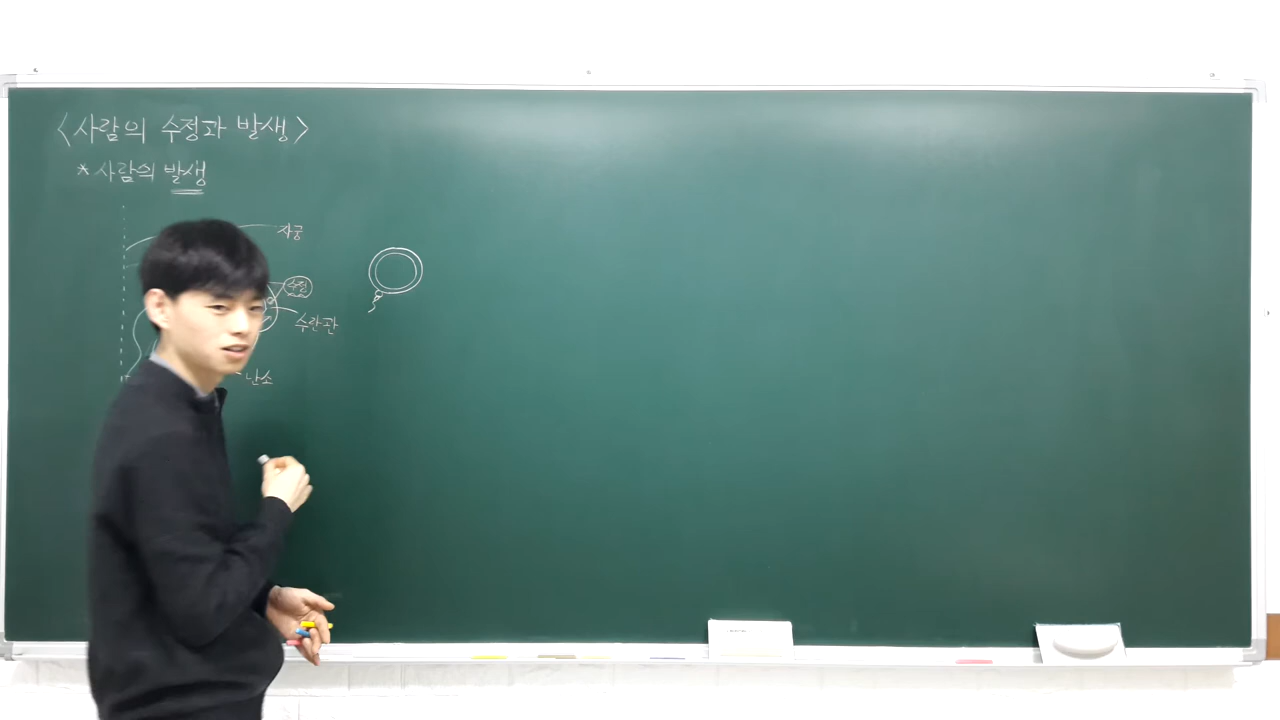 <사람의 수정과 발생>
*사람의 발생
자궁
수정
수란관
난소